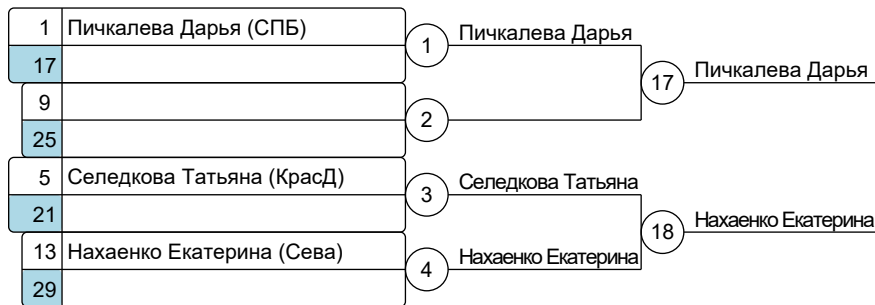 1 Пичкалева Дарья (СПБ)
17
1 Пичкалева Дарья
17 Пичкалева Дарья
9
25
2
5 Селедкова Татьяна (КрасД)
21
3 Селедкова Татьяна
18 Нахаенко Екатерина
13 Нахаенко Екатерина (Сева)
29
4 Нахаенко Екатерина